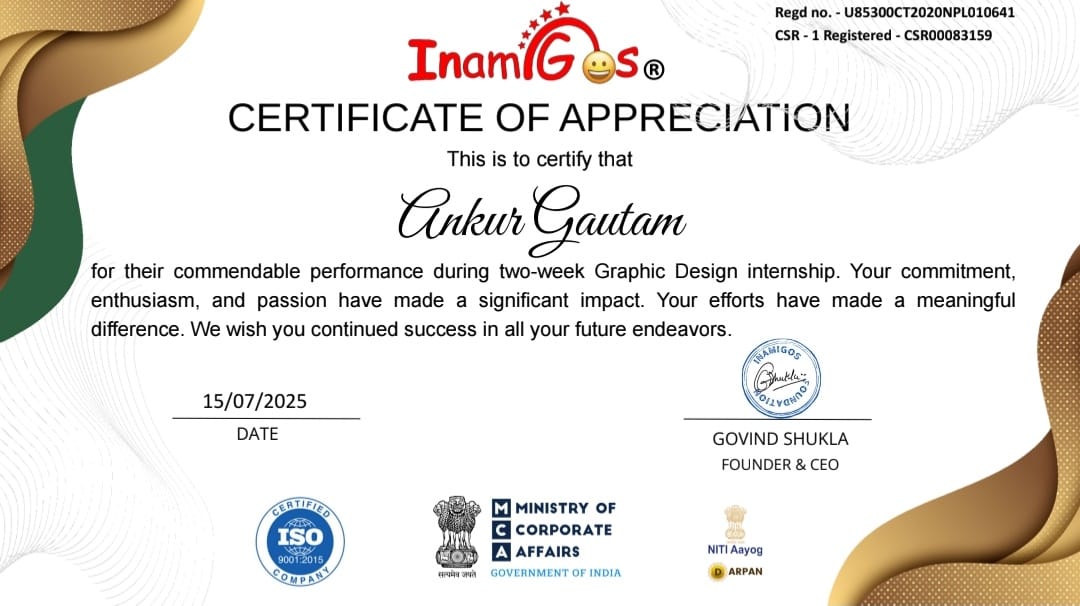 Regd no. - U85300CT2020NPL010641
CSR - 1 Registered - CSR00083159
InamiGos®
CERTIFICATE OF APPRECIATION
This is to certify that
Ankur Gautam
for their commendable performance during two-week Graphic Design internship. Your commitment,
enthusiasm, and passion have made a significant impact. Your efforts have made a meaningful
difference. We wish you continued success in all your future endeavors.
INAMIGOS
Gshukla
FOUNDATION
15/07/2025
DATE
GOVIND SHUKLA
FOUNDER & CEO
CERTIFIED
ISO
9001:2015
COMPANY
सत्यमेव जयते
MCA
MINISTRY OF
CORPORATE
AFFAIRS
GOVERNMENT OF INDIA
NITI Aayog
D ARPAN